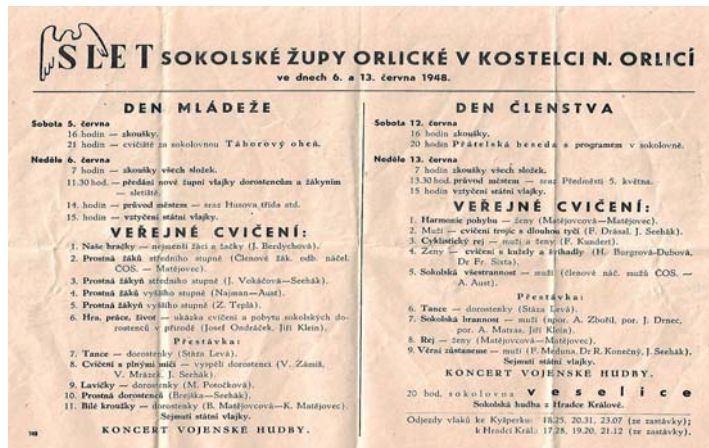 SLET SOKOLSKÉ ŽUPY ORLICKÉ V KOSTELCI N. ORLICÍ
ve dnech 6. a 13. června 1948.
DEN MLÁDEŽE
Sobota 5. června
16 hodin — zkoušky.
21 hodin — cvičiště za sokolovnou Táborový oheň.
Neděle 6. června
7 hodin — zkoušky všech složek.
11.30 hod. — předání nové župní vlajky dorostencům a žákyním
— sletiště.
14. hodin — průvod městem — sraz Husova třída atd.
15. hodin — vztyčení státní vlajky.
VEŘEJNÉ CVIČENÍ:
1. Naše hračky — nejmenší žáci a žačky (J. Berdychová).
2. Prostná žáků středního stupně (Členové žák. odb. náčel.
ČOS. — Matějovec).
3. Prostná žákyň středního stupně (J. Vokáčová—Seehák).
4. Prostná žáků vyššího stupně (Najman—Aust).
5. Prostná žákyň vyššího stupně (Z. Teplá).
6. Hra, práce, život — ukázka cvičení a pobytu sokolských do-
rostenců v přírodě (Josef Ondráček, Jiří Klein).
Přestávka:
7. Tance — dorostenky (Stáza Levá).
8. Cvičení s plnými míči — vyspělí dorostenci (V. Zámiš,
V. Mrázek, J. Seehák).
9. Lavičky — dorostenky (M. Potočková).
10. Prostná dorostenců (Brejška—Seehák).
11. Bílé kroužky — dorostenky (B. Matějovcová—K. Matějovec).
Sejmutí státní vlajky.
KONCERT VOJENSKÉ HUDBY.
DEN ČLENSTVA
Sobota 12. června
16 hodin zkoušky.
20 hodin Přátelská beseda s programem v sokolovně.
Neděle 13. června
7 hodin zkoušky všech složek.
13.30 hod. průvod městem — sraz Předměstí 5. května.
15 hodin vztyčení státní vlajky.
VEŘEJNÉ CVIČENÍ:
1. Harmonie pohybu — ženy (Matějovcová—Matějovec).
2. Muži — cvičení trojic s dlouhou tyčí (F. Drásal, J. Seehák).
3. Cyklistický rej — muži a ženy (F. Kundert).
4. Ženy — cvičení s kužely a švihadly (H. Burgrová-Dubová,
Dr Fr. Sixta).
5. Sokolská všestrannost — muži (členové náč. mužů ČOS. —
A. Aust).
Přestávka:
6. Tance — dorostenky (Stáza Levá).
7. Sokolská brannost — muži (npor. A. Zbořil, por. J. Drnec,
por. A. Matras, Jiří Klein).
8. Rej — ženy (Matějovcová—Matějovec).
9. Věrni zůstaneme — muži (F. Meduna, Dr R. Konečný, J. Seehák).
Sejmutí státní vlajky.
KONCERT VOJENSKÉ HUDBY.
20 hod. sokolovna veselice
Sokolská hudba z Hradce Králové.
Odjezdy vlaků ke Kyšperku: 18.25, 20.31, 23.07 (ze zastávky);
k Hradci Král.: 17.28, 19.20, 21.12 (ze zastávky).